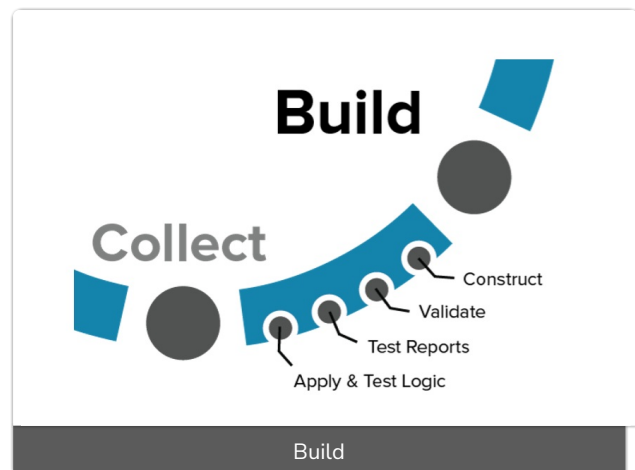 Build
Collect
Construct
Validate
Test Reports
Apply & Test Logic
Build